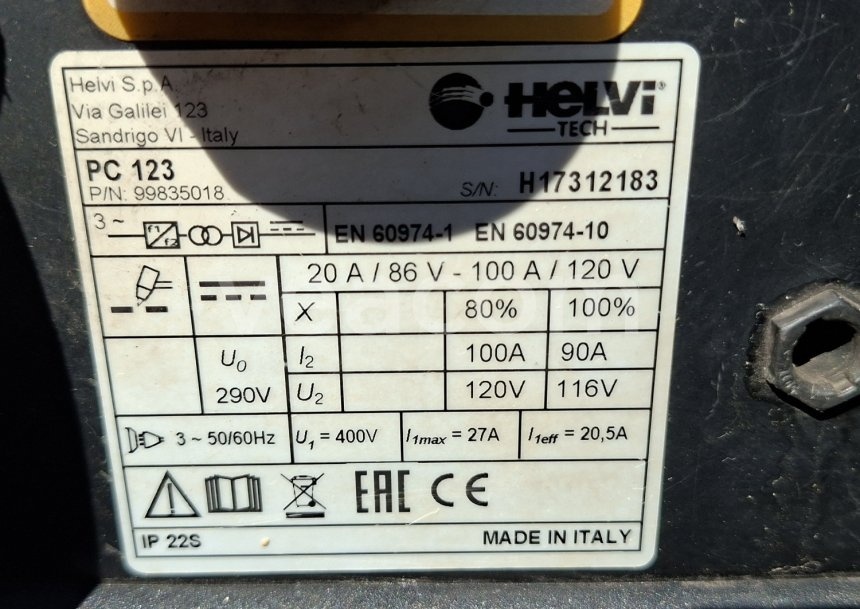 Helvi S.p.A.
Via Galilei 123
Sandrigo VI - Italy
HELVi®
TECH
PC 123
P/N: 99835018
S/N: H17312183
3 ~ f1 f2
EN 60974-1 EN 60974-10
20 A / 86 V - 100 A / 120 V
X 80% 100%
U0 I2 100A 90A
290V U2 120V 116V
3 ~ 50/60Hz U1 = 400V I1max = 27A I1eff = 20,5A
EAC CE
IP 22S MADE IN ITALY